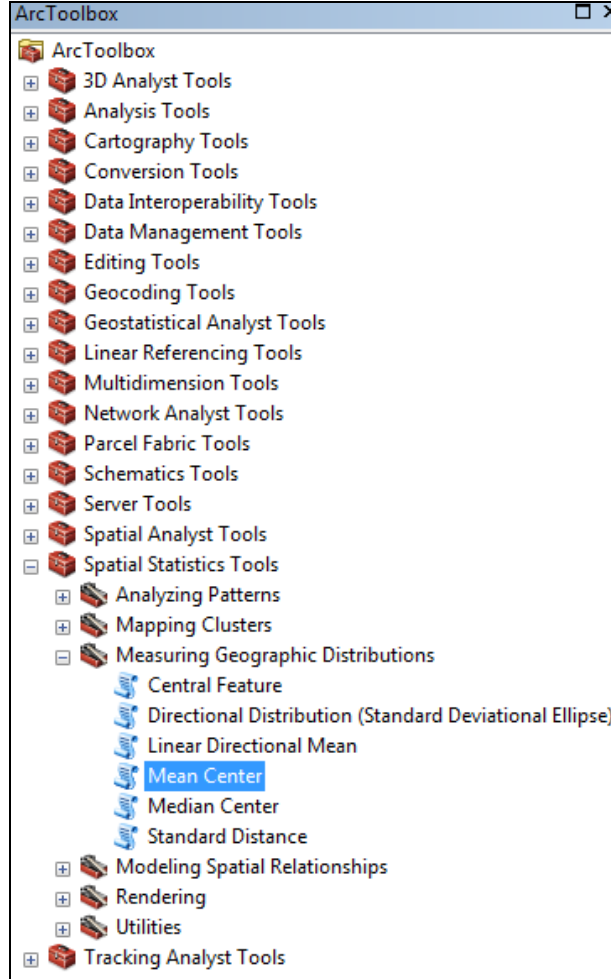 ArcToolbox
ArcToolbox
3D Analyst Tools
Analysis Tools
Cartography Tools
Conversion Tools
Data Interoperability Tools
Data Management Tools
Editing Tools
Geocoding Tools
Geostatistical Analyst Tools
Linear Referencing Tools
Multidimension Tools
Network Analyst Tools
Parcel Fabric Tools
Schematics Tools
Server Tools
Spatial Analyst Tools
Spatial Statistics Tools
Analyzing Patterns
Mapping Clusters
Measuring Geographic Distributions
Central Feature
Directional Distribution (Standard Deviational Ellipse)
Linear Directional Mean
Mean Center
Median Center
Standard Distance
Modeling Spatial Relationships
Rendering
Utilities
Tracking Analyst Tools